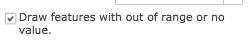 Draw features with out of range or no
value.